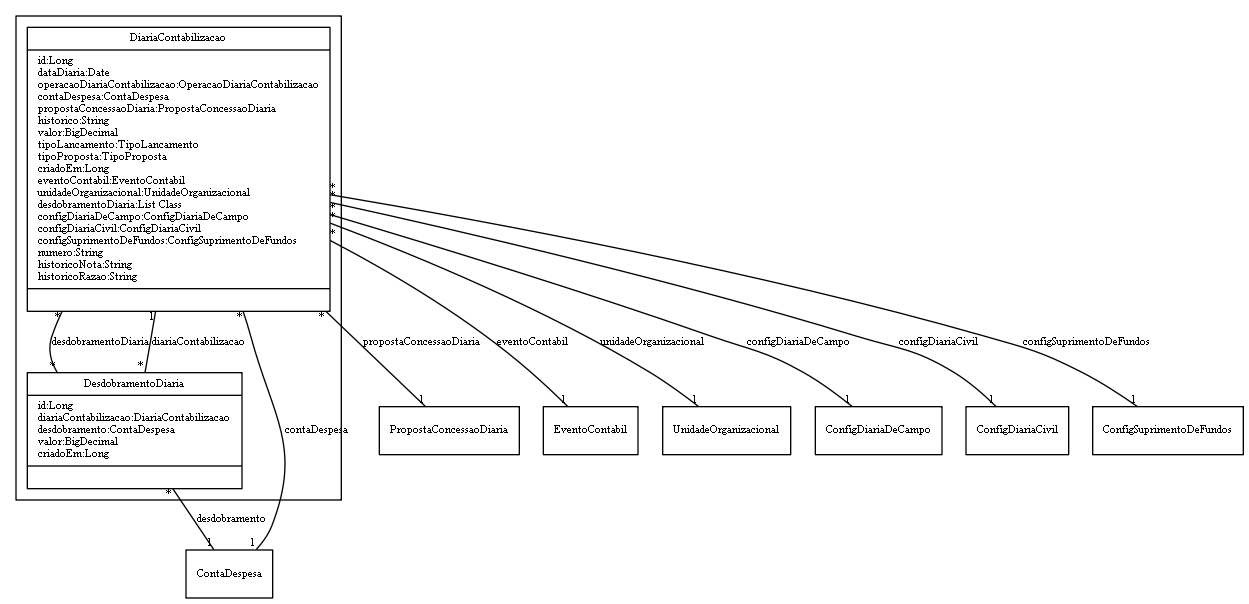 DiariaContabilizacao
id:Long
dataDiaria:Date
operacaoDiariaContabilizacao:OperacaoDiariaContabilizacao
contaDespesa:ContaDespesa
propostaConcessaoDiaria:PropostaConcessaoDiaria
historico:String
valor:BigDecimal
tipoLancamento:TipoLancamento
tipoProposta:TipoProposta
criadoEm:Long
eventoContabil:EventoContabil
unidadeOrganizacional:UnidadeOrganizacional
desdobramentoDiaria:List Class
configDiariaDeCampo:ConfigDiariaDeCampo
configDiariaCivil:ConfigDiariaCivil
configSuprimentoDeFundos:ConfigSuprimentoDeFundos
numero:String
historicoNota:String
historicoRazao:String
*
*
*
*
*
* 1 * *
desdobramentoDiaria diariaContabilizacao propostaConcessaoDiaria eventoContabil unidadeOrganizacional configDiariaDeCampo configDiariaCivil configSuprimentoDeFundos
* *
DesdobramentoDiaria
id:Long
diariaContabilizacao:DiariaContabilizacao
desdobramento:ContaDespesa
valor:BigDecimal
criadoEm:Long
1 1 1 1 1 1
PropostaConcessaoDiaria EventoContabil UnidadeOrganizacional ConfigDiariaDeCampo ConfigDiariaCivil ConfigSuprimentoDeFundos
contaDespesa
*
desdobramento
1 1
ContaDespesa